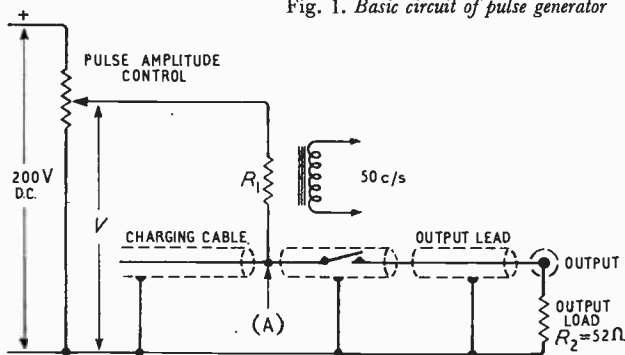 Fig. 1. Basic circuit of pulse generator
+
PULSE AMPLITUDE
CONTROL
200V
D.C.
V
R1
50 c/s
CHARGING CABLE
OUTPUT LEAD
OUTPUT
(A)
OUTPUT
LOAD
R2=52Ω